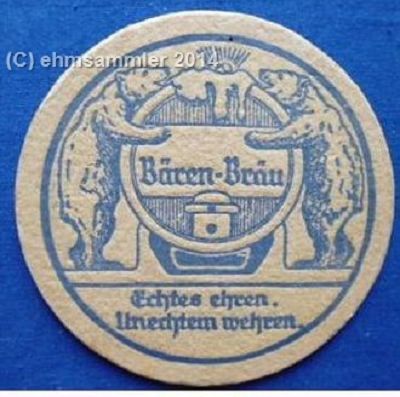 (C) ehmsammler 2014
Bären-Bräu
Echtes ehren.
Unechtem wehren.